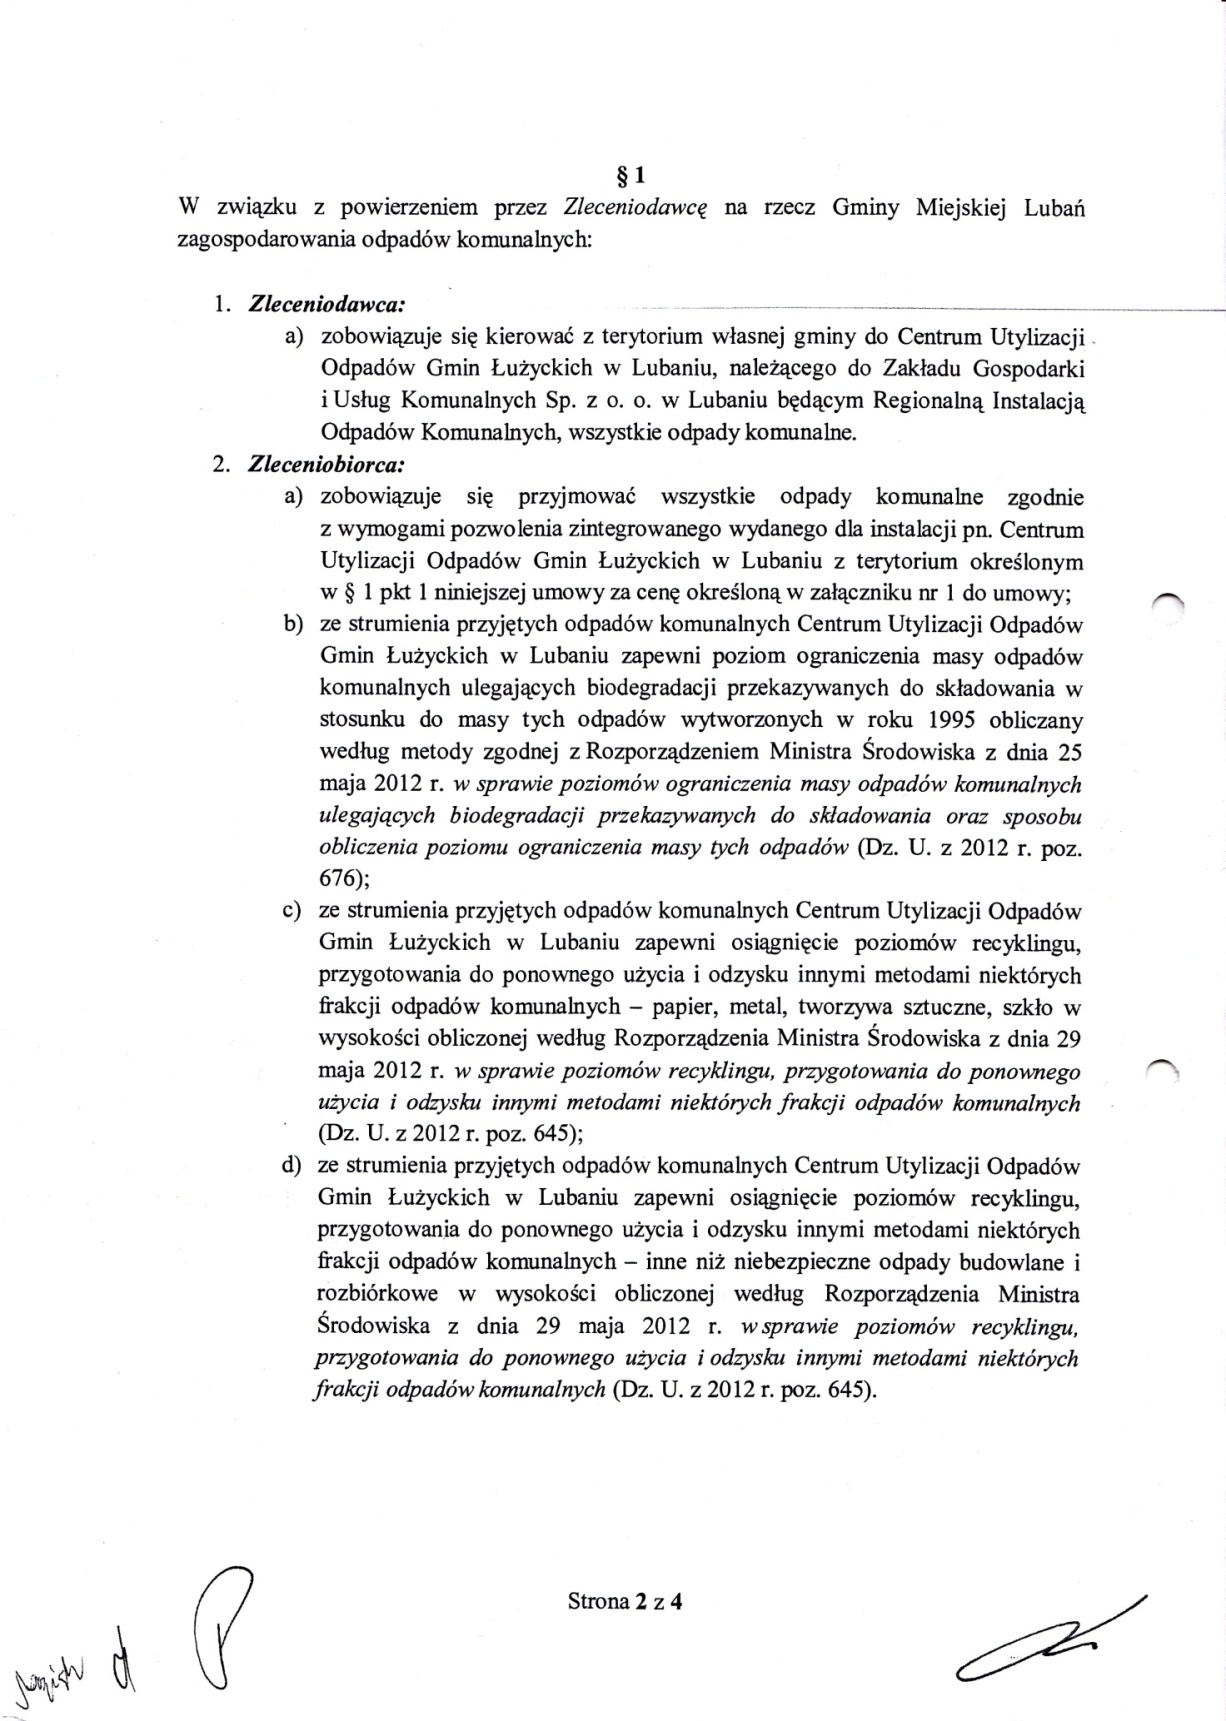 § 1
W związku z powierzeniem przez Zleceniodawcę na rzecz Gminy Miejskiej Lubań
zagospodarowania odpadów komunalnych:
1. Zleceniodawca:
a) zobowiązuje się kierować z terytorium własnej gminy do Centrum Utylizacji
Odpadów Gmin Łużyckich w Lubaniu, należącego do Zakładu Gospodarki
i Usług Komunalnych Sp. z o. o. w Lubaniu będącym Regionalną Instalacją
Odpadów Komunalnych, wszystkie odpady komunalne.
2. Zleceniobiorca:
a) zobowiązuje się przyjmować wszystkie odpady komunalne zgodnie
z wymogami pozwolenia zintegrowanego wydanego dla instalacji pn. Centrum
Utylizacji Odpadów Gmin Łużyckich w Lubaniu z terytorium określonym
w § 1 pkt 1 niniejszej umowy za cenę określoną w załączniku nr 1 do umowy;
b) ze strumienia przyjętych odpadów komunalnych Centrum Utylizacji Odpadów
Gmin Łużyckich w Lubaniu zapewni poziom ograniczenia masy odpadów
komunalnych ulegających biodegradacji przekazywanych do składowania w
stosunku do masy tych odpadów wytworzonych w roku 1995 obliczany
według metody zgodnej z Rozporządzeniem Ministra Środowiska z dnia 25
maja 2012 r. w sprawie poziomów ograniczenia masy odpadów komunalnych
ulegających biodegradacji przekazywanych do składowania oraz sposobu
obliczenia poziomu ograniczenia masy tych odpadów (Dz. U. z 2012 r. poz.
676);
c) ze strumienia przyjętych odpadów komunalnych Centrum Utylizacji Odpadów
Gmin Łużyckich w Lubaniu zapewni osiągnięcie poziomów recyklingu,
przygotowania do ponownego użycia i odzysku innymi metodami niektórych
frakcji odpadów komunalnych – papier, metal, tworzywa sztuczne, szkło w
wysokości obliczonej według Rozporządzenia Ministra Środowiska z dnia 29
maja 2012 r. w sprawie poziomów recyklingu, przygotowania do ponownego
użycia i odzysku innymi metodami niektórych frakcji odpadów komunalnych
(Dz. U. z 2012 r. poz. 645);
d) ze strumienia przyjętych odpadów komunalnych Centrum Utylizacji Odpadów
Gmin Łużyckich w Lubaniu zapewni osiągnięcie poziomów recyklingu,
przygotowania do ponownego użycia i odzysku innymi metodami niektórych
frakcji odpadów komunalnych – inne niż niebezpieczne odpady budowlane i
rozbiórkowe w wysokości obliczonej według Rozporządzenia Ministra
Środowiska z dnia 29 maja 2012 r. w sprawie poziomów recyklingu,
przygotowania do ponownego użycia i odzysku innymi metodami niektórych
frakcji odpadów komunalnych (Dz. U. z 2012 r. poz. 645).
Strona 2 z 4